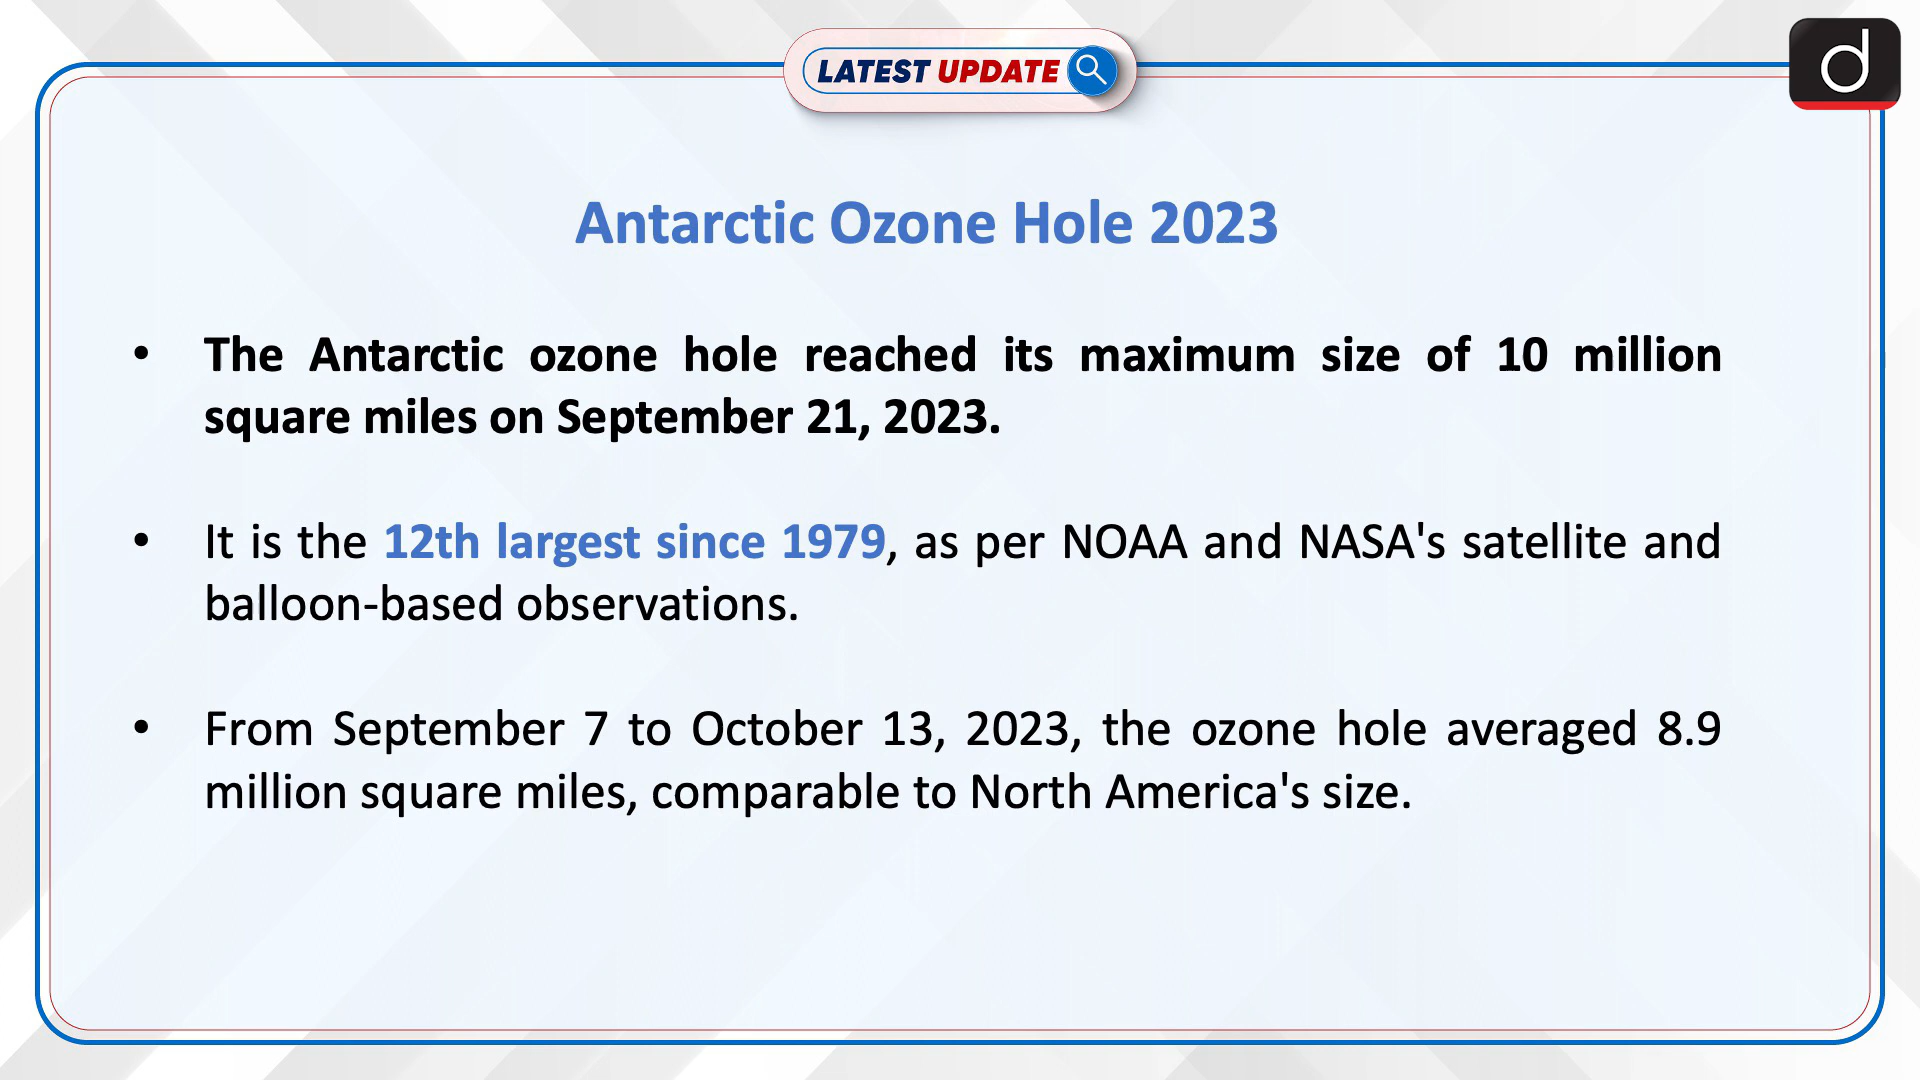 LATEST UPDATE
d
Antarctic Ozone Hole 2023
• The Antarctic ozone hole reached its maximum size of 10 million
square miles on September 21, 2023.
• It is the 12th largest since 1979, as per NOAA and NASA's satellite and
balloon-based observations.
• From September 7 to October 13, 2023, the ozone hole averaged 8.9
million square miles, comparable to North America's size.